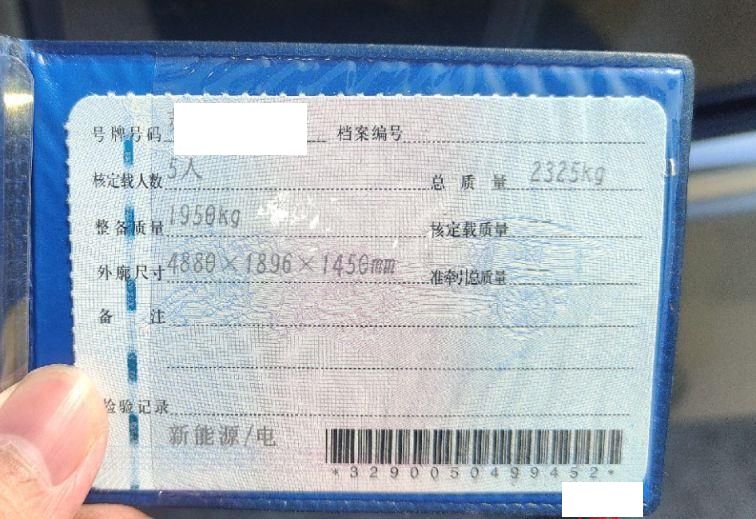 号牌号码 档案编号
核定载人数 5人 总质量 2325kg
整备质量 1950kg 核定载质量
外廓尺寸 4880×1896×1450mm 准牵引总质量
备注
检验记录
新能源/电
*3290050499452*